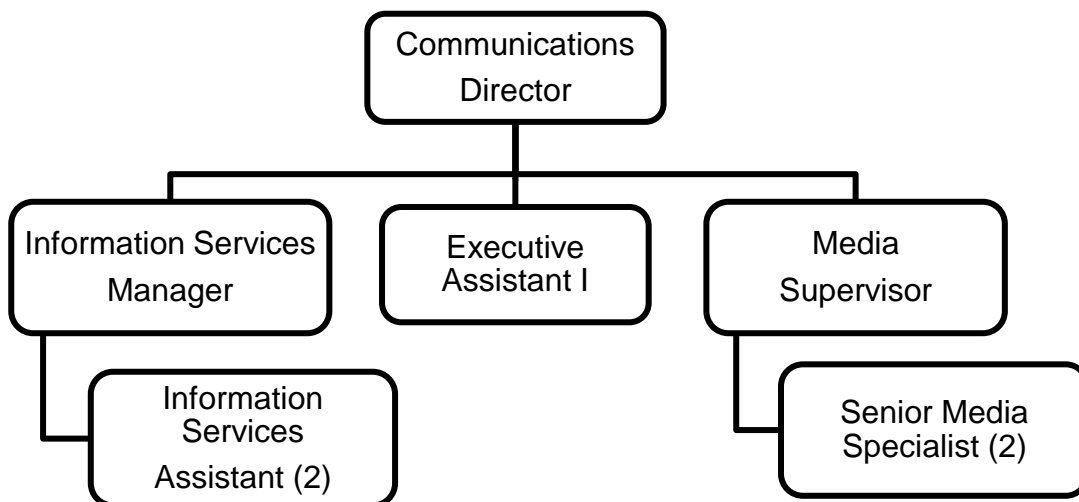 Communications
Director
Information Services
Manager
Executive
Assistant I
Media
Supervisor
Information
Services
Assistant (2)
Senior Media
Specialist (2)